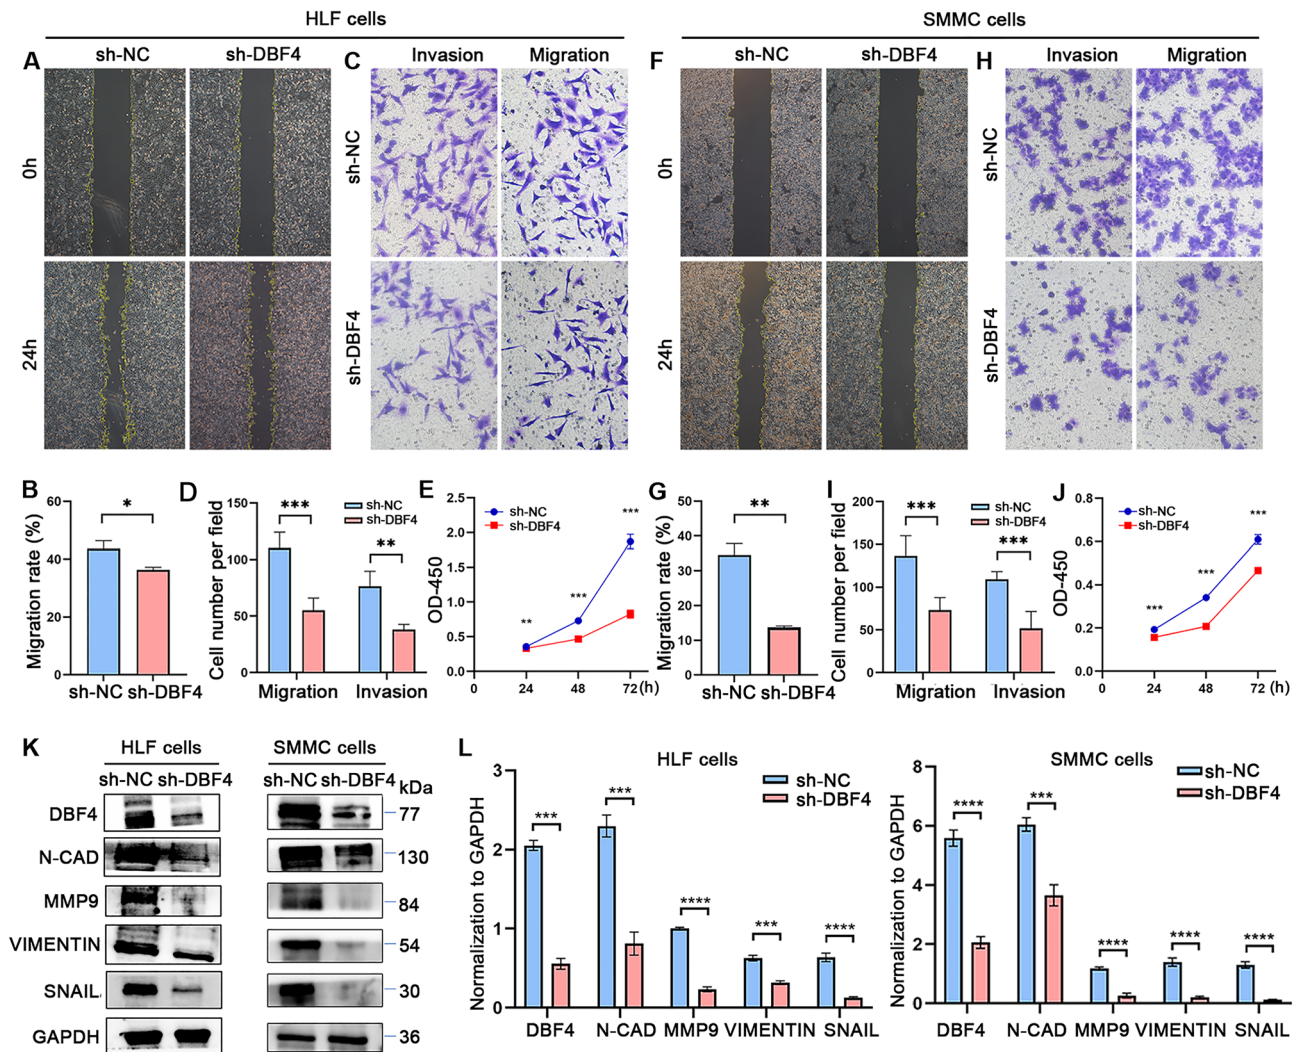 HLF cells
SMMC cells
A sh-NC sh-DBF4 C Invasion Migration F sh-NC sh-DBF4 H Invasion Migration
0h
sh-NC
0h
sh-NC
24h
sh-DBF4
24h
sh-DBF4
B
Migration rate (%)
60
40
20
0
*
sh-NC sh-DBF4
D
Cell number per field
150
100
50
0
***
**
sh-NC
sh-DBF4
Migration Invasion
E
OD-450
2.5
2.0
1.5
1.0
0.5
0.0
sh-NC
sh-DBF4
**
***
***
0 24 48 72 (h)
G
Migration rate (%)
50
40
30
20
10
0
**
sh-NC sh-DBF4
I
Cell number per field
200
150
100
50
0
***
***
sh-NC
sh-DBF4
Migration Invasion
J
OD-450
0.8
0.6
0.4
0.2
0.0
sh-NC
sh-DBF4
***
***
***
0 24 48 72 (h)
K
HLF cells SMMC cells
sh-NC sh-DBF4 sh-NC sh-DBF4 kDa
DBF4 77
N-CAD 130
MMP9 84
VIMENTIN 54
SNAIL 30
GAPDH 36
L
HLF cells
sh-NC
sh-DBF4
Normalization to GAPDH
3
2
1
0
***
***
****
***
****
DBF4 N-CAD MMP9 VIMENTIN SNAIL
SMMC cells
sh-NC
sh-DBF4
Normalization to GAPDH
8
6
4
2
0
****
***
****
****
****
DBF4 N-CAD MMP9 VIMENTIN SNAIL